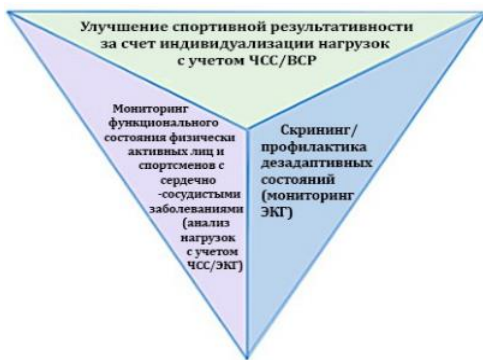 Улучшение спортивной результативности
за счет индивидуализации нагрузок
с учетом ЧСС/ВСР
Мониторинг
функционального
состояния физически
активных лиц и
спортсменов с
сердечно
-сосудистыми
заболеваниями
(анализ
нагрузок
с учетом
ЧСС/ЭКГ)
Скрининг/
профилактика
дезадаптивных
состояний
(мониторинг
ЭКГ)